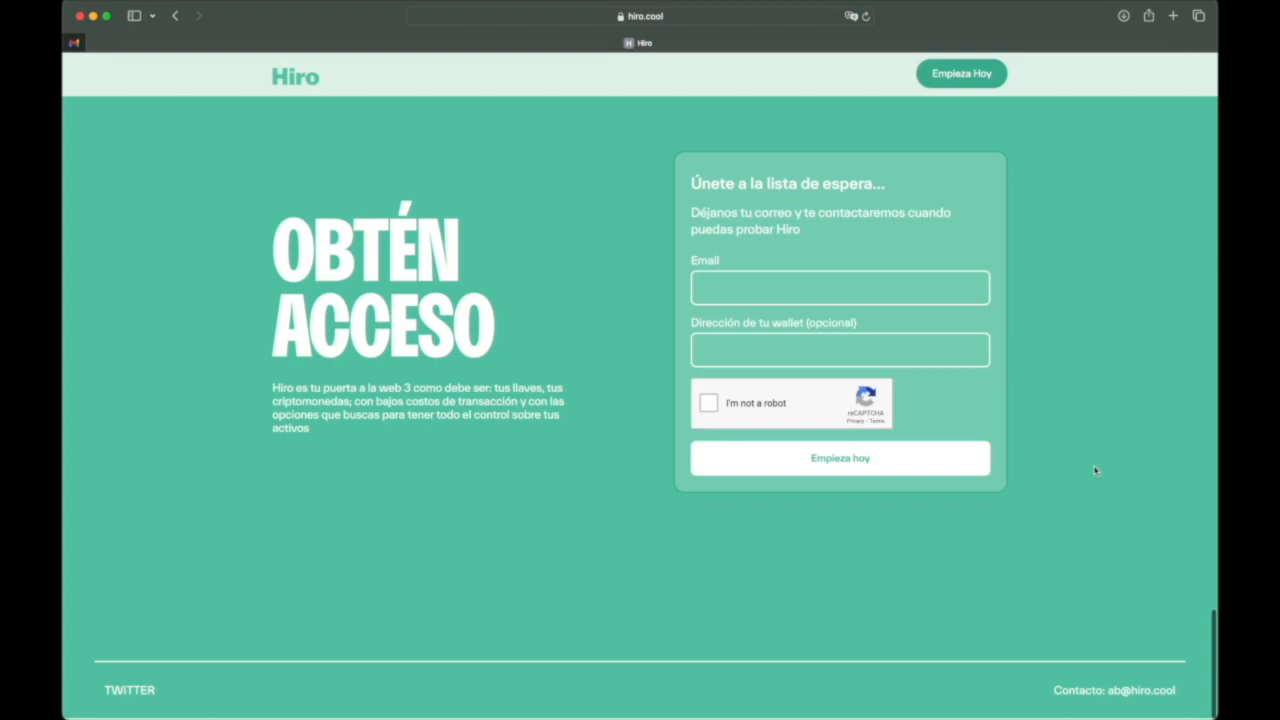 hiro.cool
Hiro
Hiro
Empieza Hoy
OBTÉN
ACCESO
Hiro es tu puerta a la web 3 como debe ser: tus llaves, tus
criptomonedas; con bajos costos de transacción y con las
opciones que buscas para tener todo el control sobre tus
activos
Únete a la lista de espera...
Déjanos tu correo y te contactaremos cuando
puedas probar Hiro
Email
Dirección de tu wallet (opcional)
I'm not a robot
reCAPTCHA
Privacy - Terms
Empieza hoy
TWITTER
Contacto: ab@hiro.cool